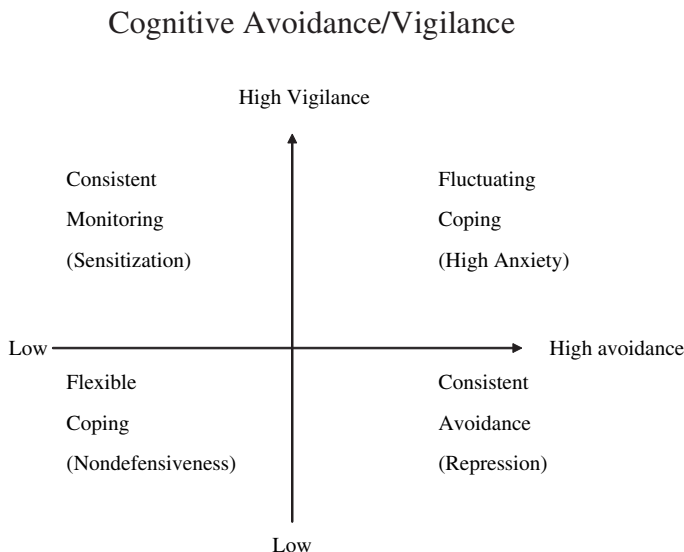 Cognitive Avoidance/Vigilance
High Vigilance
Consistent
Monitoring
(Sensitization)
Fluctuating
Coping
(High Anxiety)
Low
High avoidance
Flexible
Coping
(Nondefensiveness)
Consistent
Avoidance
(Repression)
Low